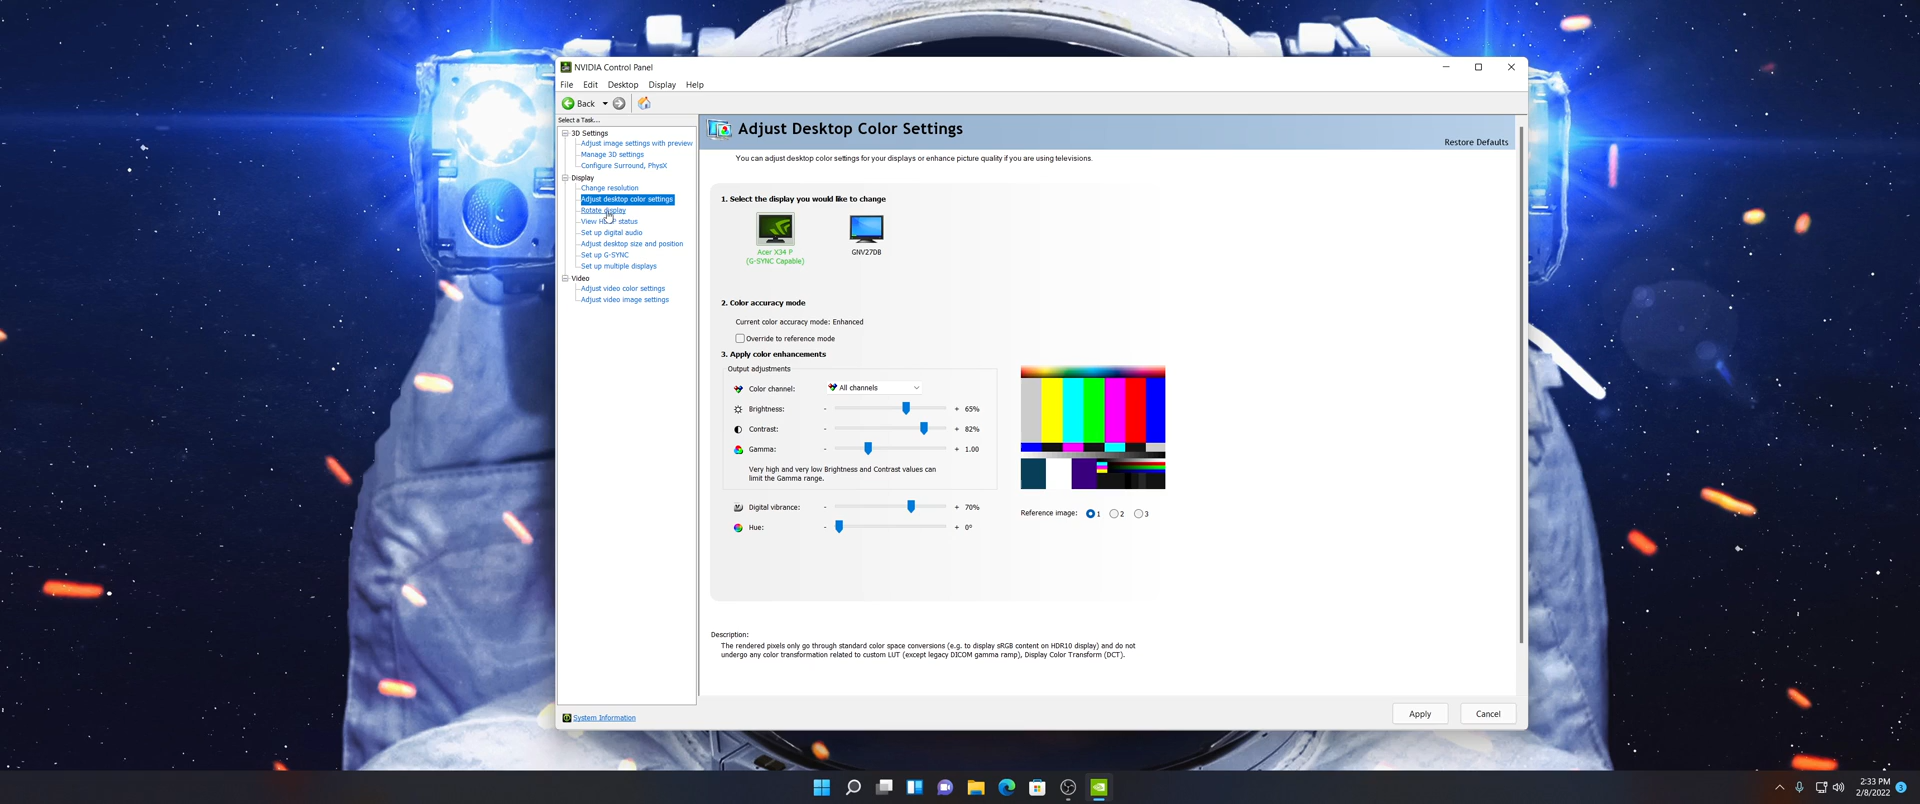 NVIDIA Control Panel
File Edit Desktop Display Help
Back
Select a Task...
3D Settings
Adjust image settings with preview
Manage 3D settings
Configure Surround, PhysX
Display
Change resolution
Adjust desktop color settings
Rotate display
View status
Set up digital audio
Adjust desktop size and position
Set up G-SYNC
Set up multiple displays
Video
Adjust video color settings
Adjust video image settings
System Information
Adjust Desktop Color Settings
Restore Defaults
You can adjust desktop color settings for your displays or enhance picture quality if you are using televisions.
1. Select the display you would like to change
Acer X34 P
(G-SYNC Capable)
GNV27DB
2. Color accuracy mode
Current color accuracy mode: Enhanced
Override to reference mode
3. Apply color enhancements
Output adjustments
Color channel: All channels
Brightness: - + 65%
Contrast: - + 82%
Gamma: - + 1.00
Very high and very low Brightness and Contrast values can
limit the Gamma range.
Digital vibrance: - + 70%
Hue: - + 0°
Reference image: 1 2 3
Description:
The rendered pixels only go through standard color space conversions (e.g. to display sRGB content on HDR10 display) and do not
undergo any color transformation related to custom LUT (except legacy DICOM gamma ramp), Display Color Transform (DCT).
Apply Cancel
2:33 PM
2/8/2022
3